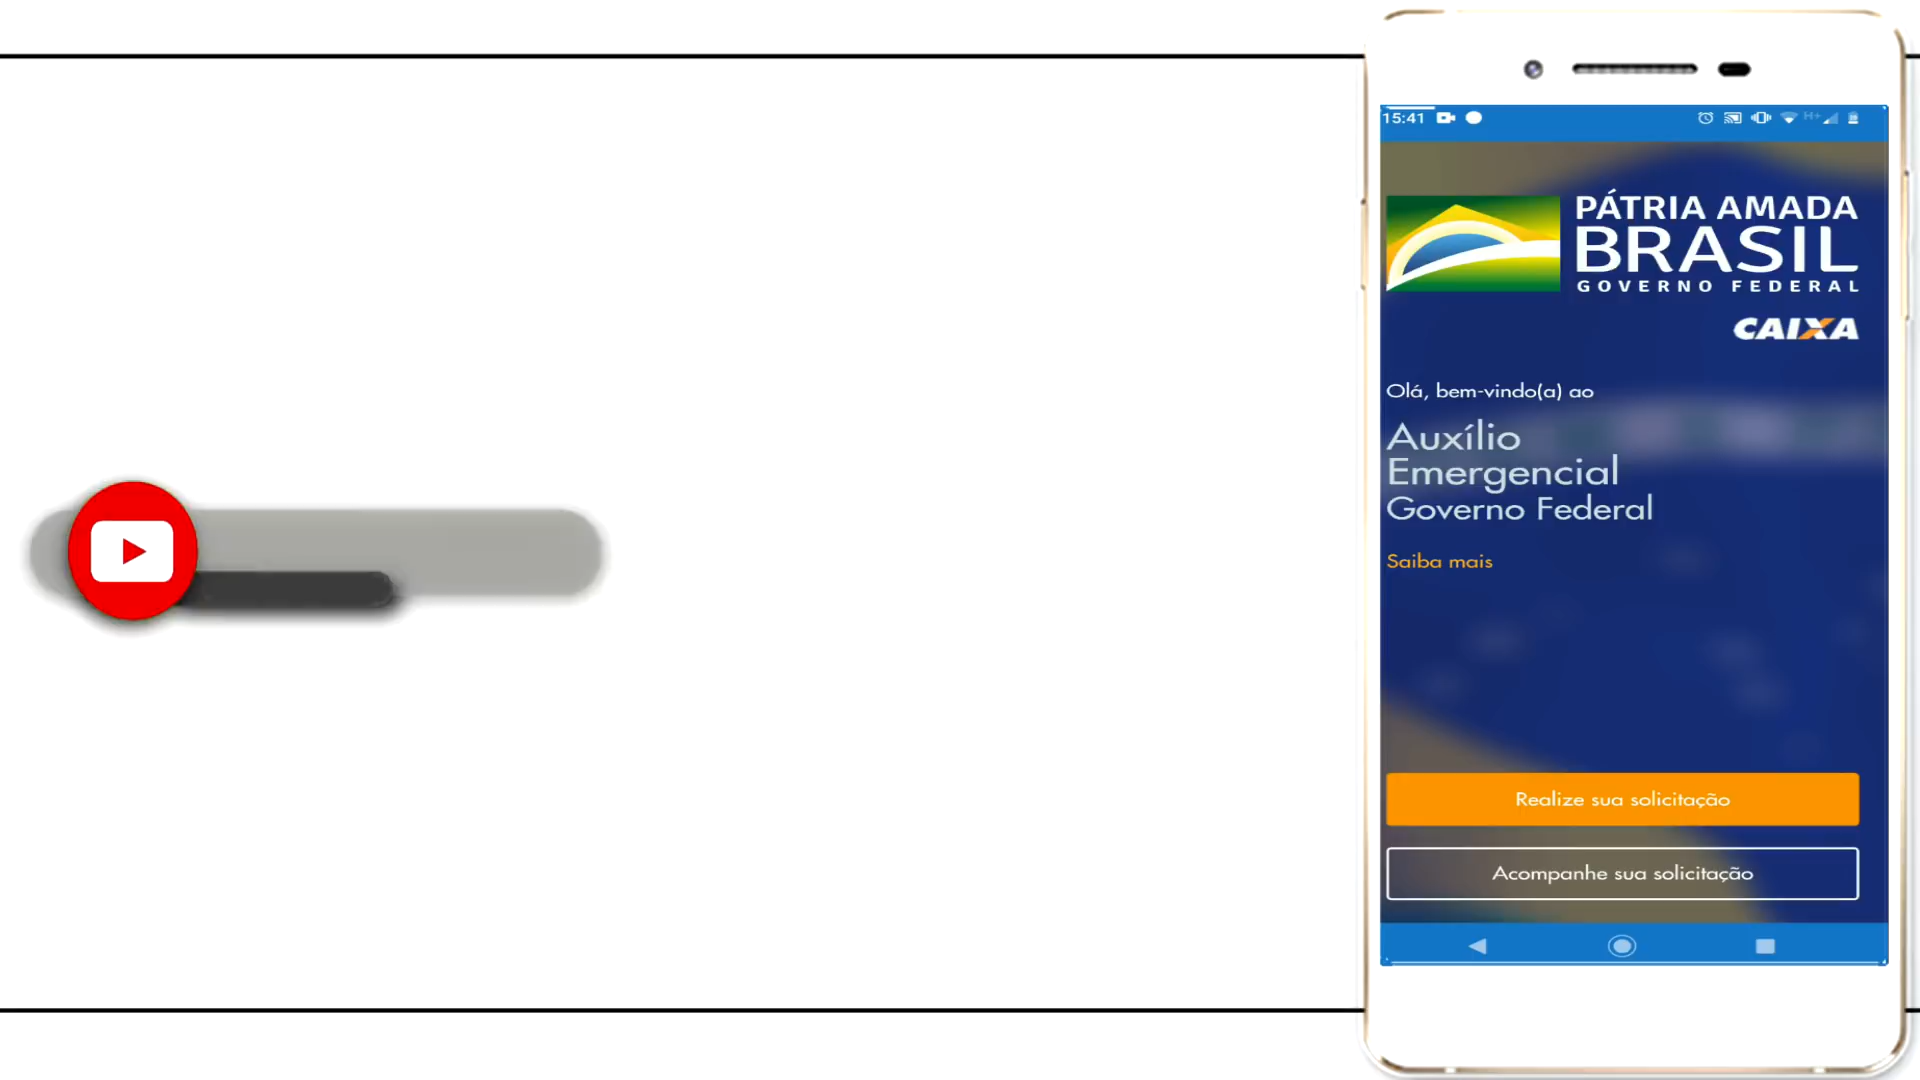 15:41
H+
PÁTRIA AMADA
BRASIL
GOVERNO FEDERAL
CAIXA
Olá, bem-vindo(a) ao
Auxílio
Emergencial
Governo Federal
Saiba mais
Realize sua solicitação
Acompanhe sua solicitação